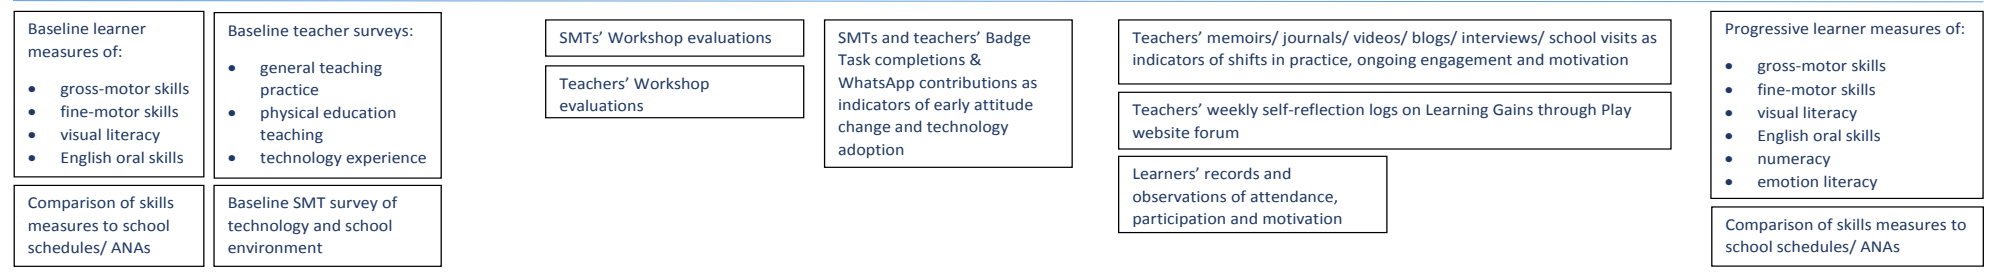 Baseline learner
measures of:
• gross-motor skills
• fine-motor skills
• visual literacy
• English oral skills
Comparison of skills
measures to school
schedules/ ANAs
Baseline teacher surveys:
• general teaching
practice
• physical education
teaching
• technology experience
Baseline SMT survey of
technology and school
environment
SMTs' Workshop evaluations
Teachers' Workshop
evaluations
SMTs and teachers' Badge
Task completions &
WhatsApp contributions as
indicators of early attitude
change and technology
adoption
Teachers' memoirs/ journals/ videos/ blogs/ interviews/ school visits as
indicators of shifts in practice, ongoing engagement and motivation
Teachers' weekly self-reflection logs on Learning Gains through Play
website forum
Learners' records and
observations of attendance,
participation and motivation
Progressive learner measures of:
• gross-motor skills
• fine-motor skills
• visual literacy
• English oral skills
• numeracy
• emotion literacy
Comparison of skills measures to
school schedules/ ANAs